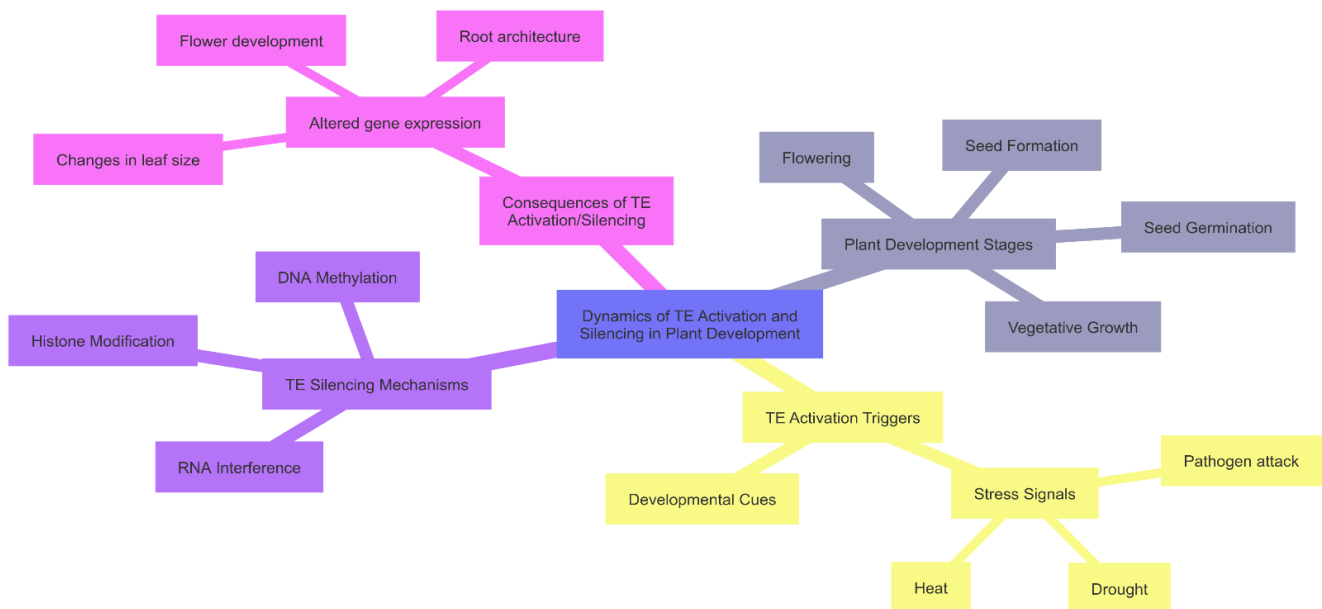 Flower development
Root architecture
Altered gene expression
Changes in leaf size
Consequences of TE
Activation/Silencing
Flowering
Seed Formation
Seed Germination
Plant Development Stages
Vegetative Growth
DNA Methylation
Histone Modification
TE Silencing Mechanisms
RNA Interference
Dynamics of TE Activation and
Silencing in Plant Development
TE Activation Triggers
Developmental Cues
Stress Signals
Pathogen attack
Heat
Drought